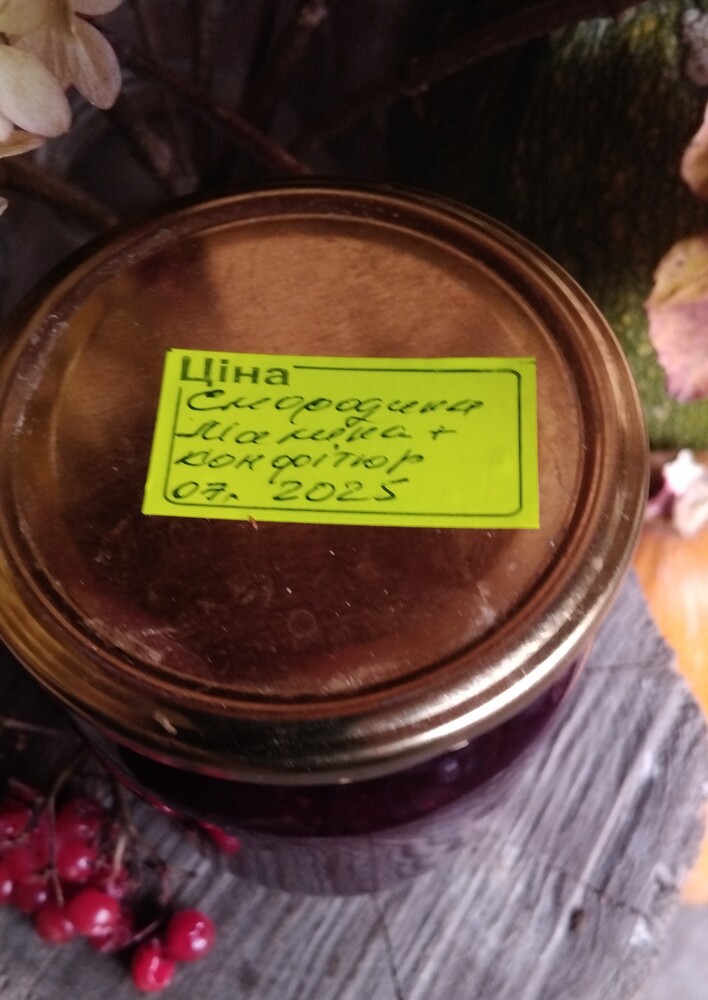 Ціна
Смородина
Малина +
конфітюр
07. 2025